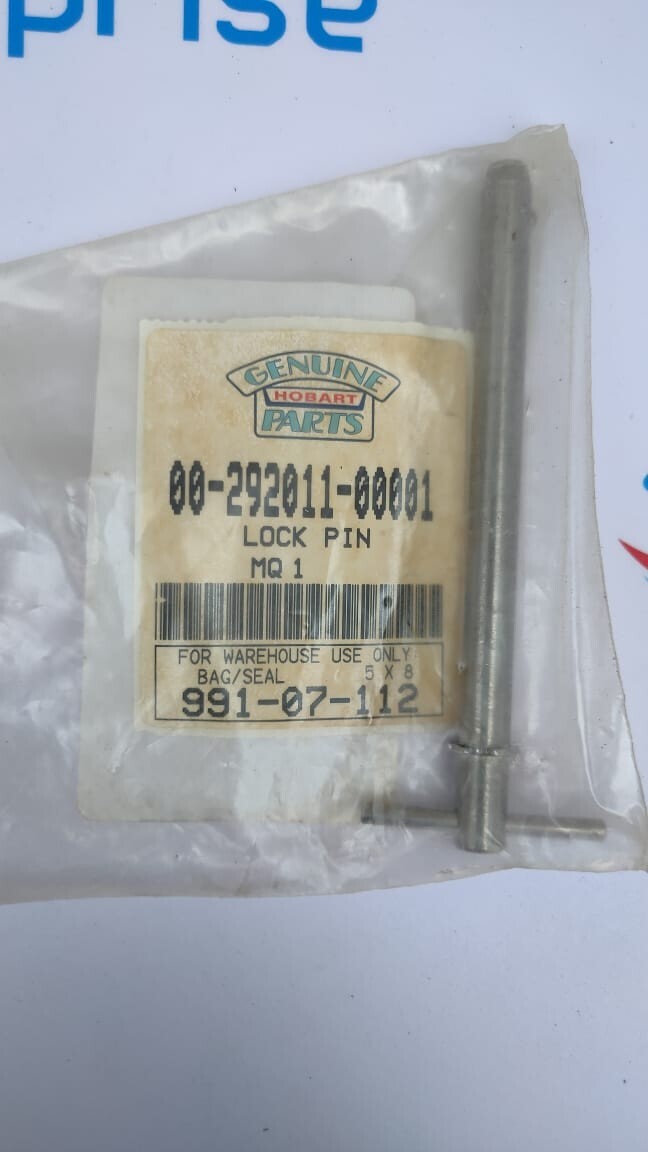 prise
GENUINE
HOBART
PARTS
00-292011-00001
LOCK PIN
MQ 1
FOR WAREHOUSE USE ONLY
BAG/SEAL 5 X 8
991-07-112